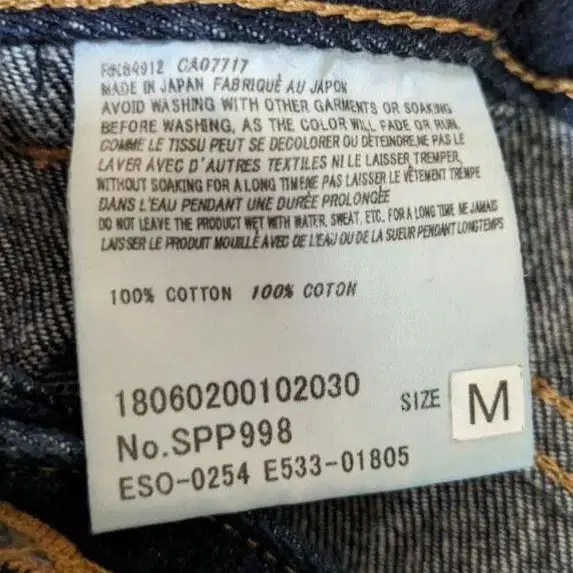 RN84912 CA07717
MADE IN JAPAN FABRIQUÉ AU JAPON
AVOID WASHING WITH OTHER GARMENTS OR SOAKING
BEFORE WASHING, AS THE COLOR WILL FADE OR RUN.
COMME LE TISSU PEUT SE DECOLORER OU DÉTEINDRE,NE PAS LE
LAVER AVEC D'AUTRES TEXTILES NI LE LAISSER TREMPER,
WITHOUT SOAKING FOR A LONG TIMENE PAS LAISSER LE VÊTEMENT TREMPE
DANS L'EAU PENDANT UNE DURÉE PROLONGÉE
DO NOT LEAVE THE PRODUCT WET WITH WATER, SWEAT, ETC, FOR A LONG TIME NE JAMAIS
LAISSER LE PRODUIT MOUILLÉ AVEC DE L'EAU OU DE LA SUEUR PENDANT LONGTEMPS
100% COTTON 100% COTON
18060200102030
No.SPP998
SIZE M
ESO-0254 E533-01805